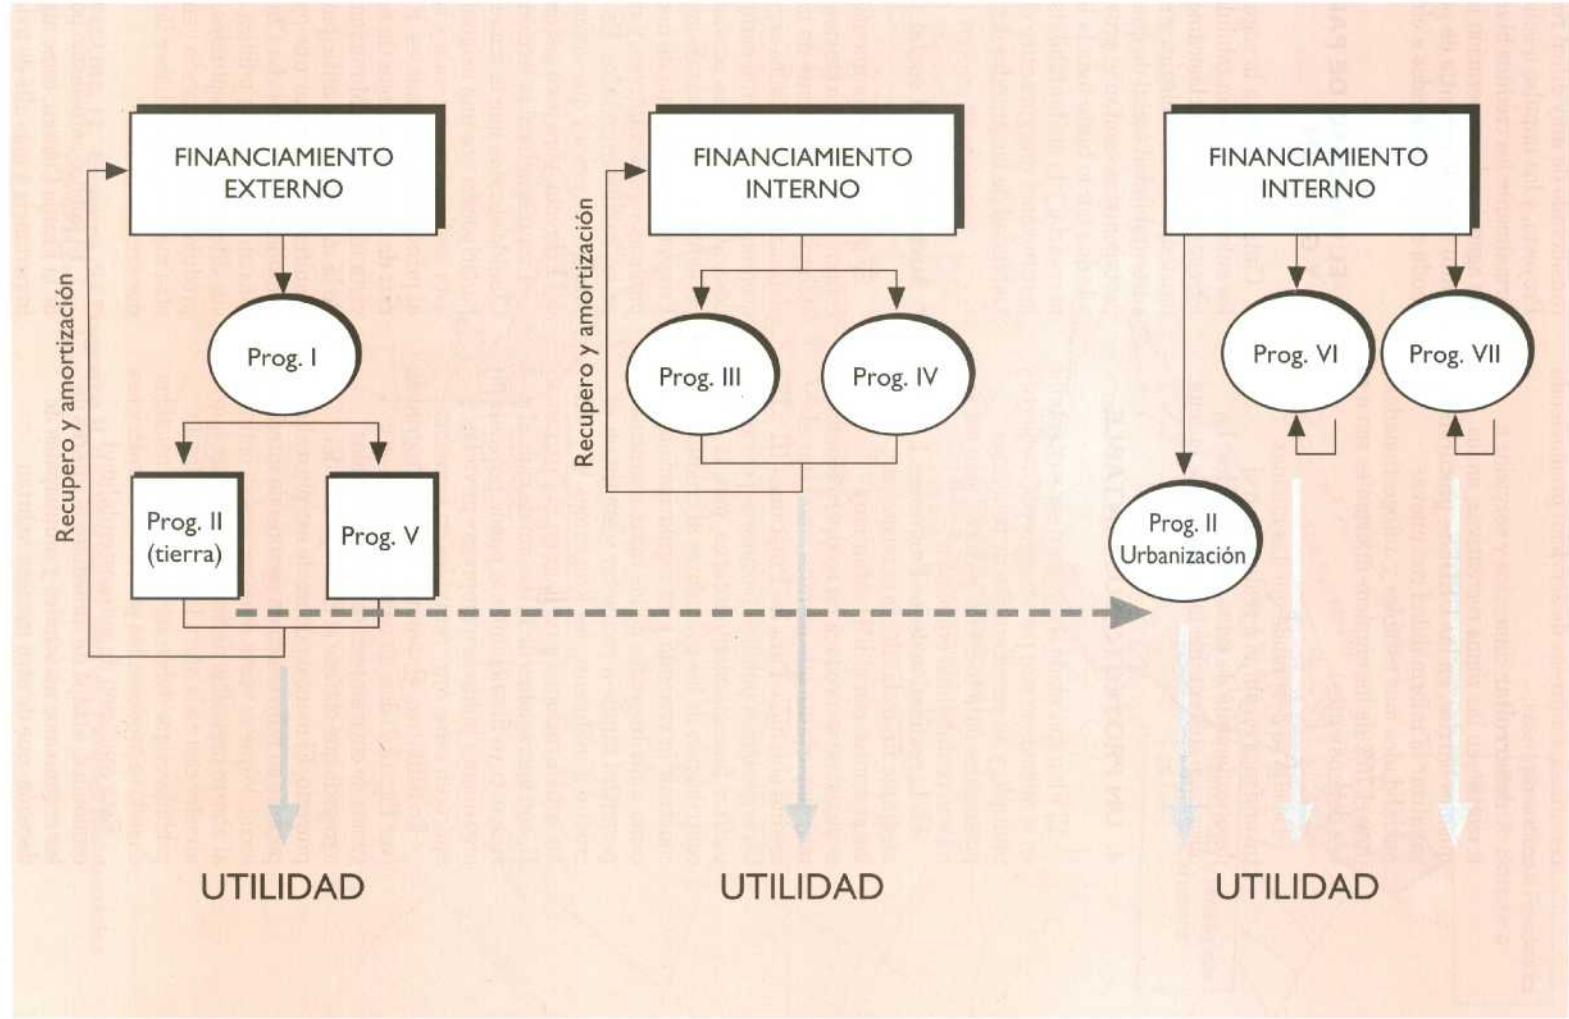 FINANCIAMIENTO
EXTERNO
Recupero y amortización
Prog. I
Prog. II
(tierra)
Prog. V
UTILIDAD
FINANCIAMIENTO
INTERNO
Recupero y amortización
Prog. III
Prog. IV
UTILIDAD
FINANCIAMIENTO
INTERNO
Prog. VI
Prog. VII
Prog. II
Urbanización
UTILIDAD